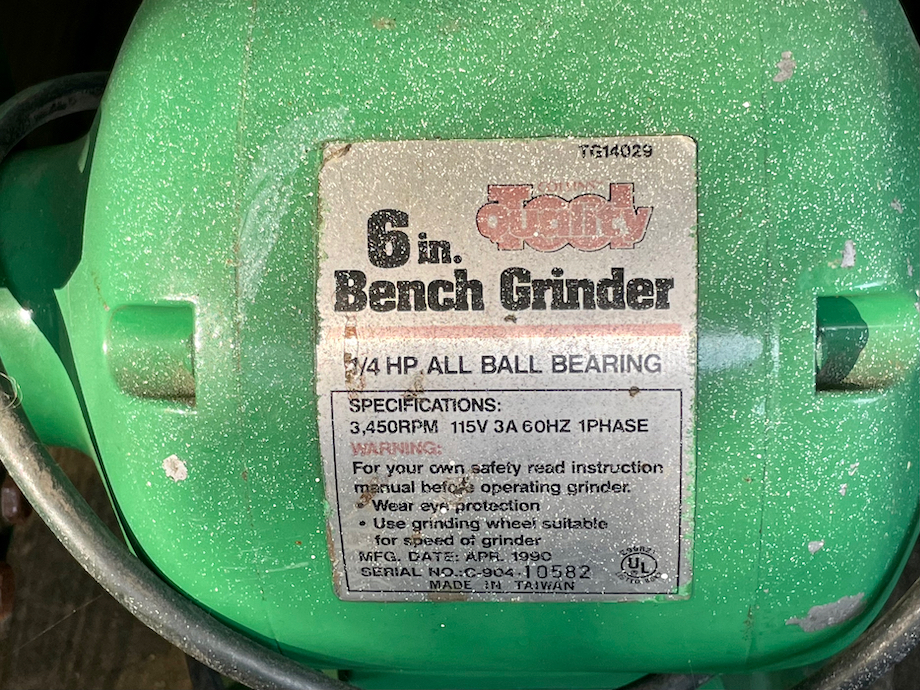 TG14029
Tool
Quality
6 in.
Bench Grinder
1/4 HP. ALL BALL BEARING
SPECIFICATIONS:
3,450RPM 115V 3A 60HZ 1PHASE
WARNING:
For your own safety read instruction
manual before operating grinder.
• Wear eye protection
• Use grinding wheel suitable
for speed of grinder
MFG. DATE: APR. 1990
SERIAL NO.:C-904-10582
UL
MADE IN TAIWAN